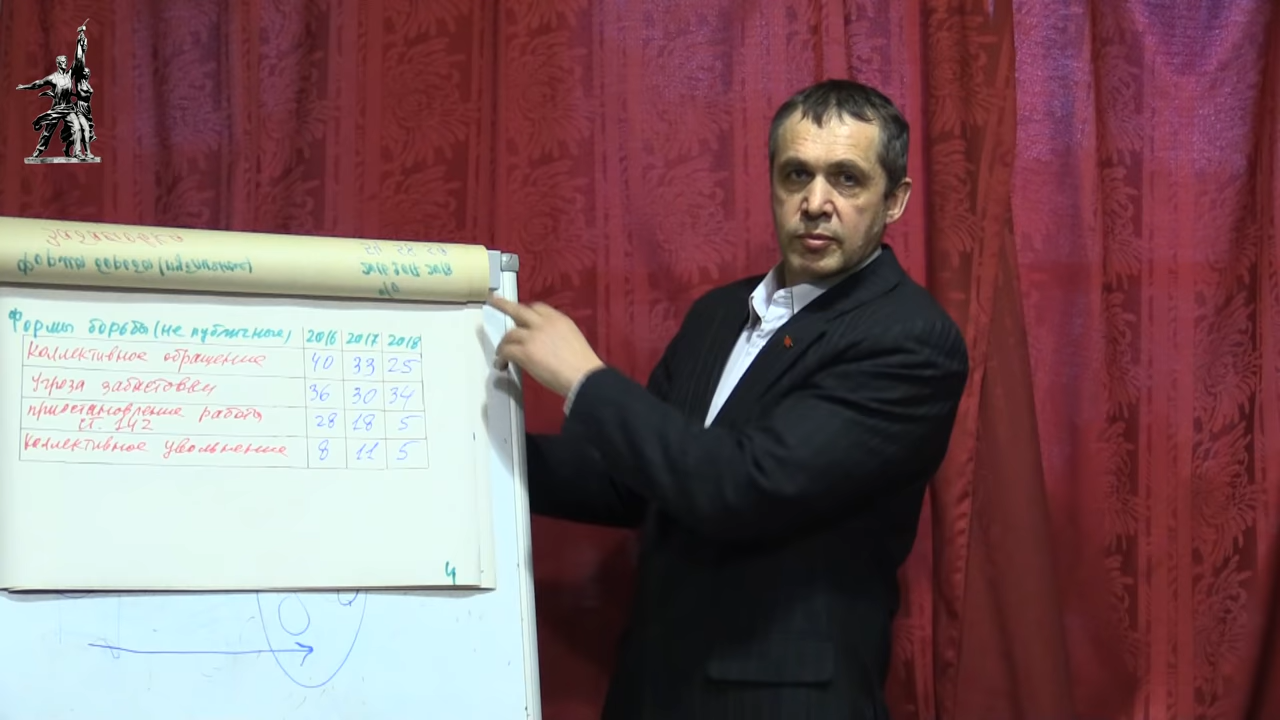 Формы борьбы (не публичные) 2016 2017 2018
Коллективное обращение 40 33 25
Угроза забастовки 36 30 34
приостановление работы 28 18 5
ст. 142
Коллективное увольнение 8 11 5
4